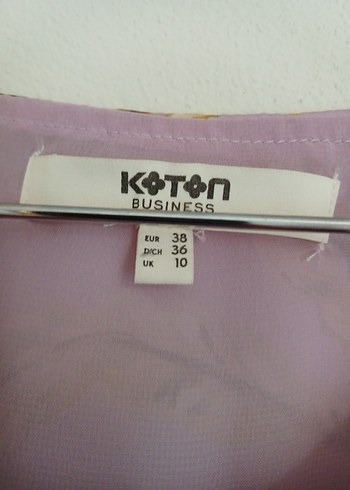 KOTON
BUSINESS
EUR 38
D/CH 36
UK 10